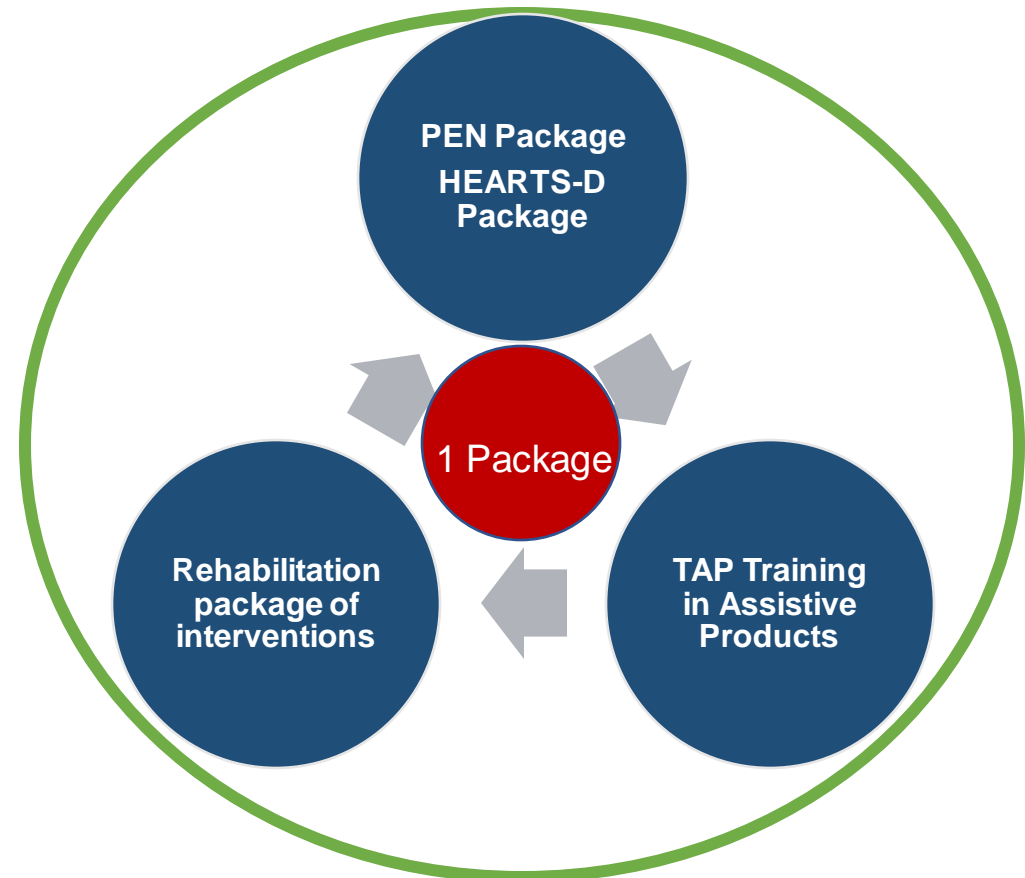 PEN Package
HEARTS-D
Package
1 Package
Rehabilitation
package of
interventions
TAP Training
in Assistive
Products